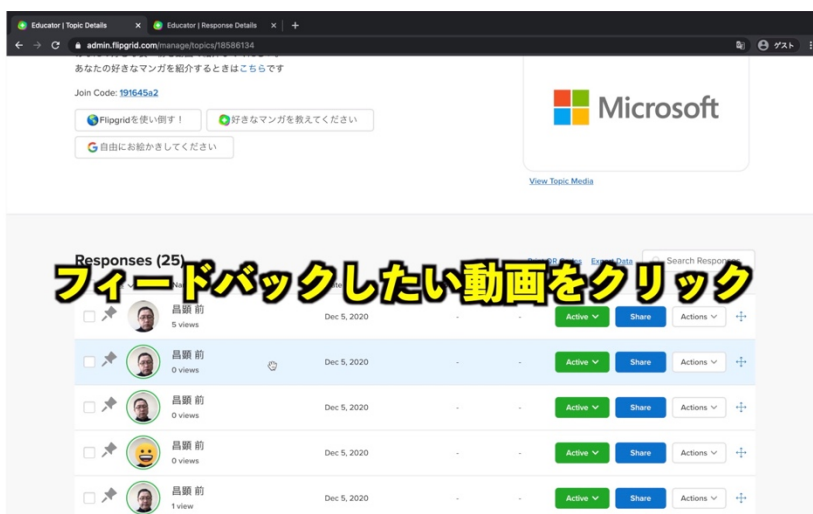 Educator | Topic Details
Educator | Response Details
admin.flipgrid.com/manage/topics/18586134
ゲスト
あなたの好きなマンガを紹介するときはこちらです
Join Code: 191645a2
Flipgridを使い倒す！
好きなマンガを教えてください
自由にお絵かきしてください
Microsoft
View Topic Media
Responses (25)
Search Responses
フィードバックしたい動画をクリック
昌顕 前
5 views
Dec 5, 2020
-
-
Active
Share
Actions
昌顕 前
0 views
Dec 5, 2020
-
-
Active
Share
Actions
昌顕 前
0 views
Dec 5, 2020
-
-
Active
Share
Actions
昌顕 前
0 views
Dec 5, 2020
-
-
Active
Share
Actions
昌顕 前
1 view
Dec 5, 2020
-
-
Active
Share
Actions